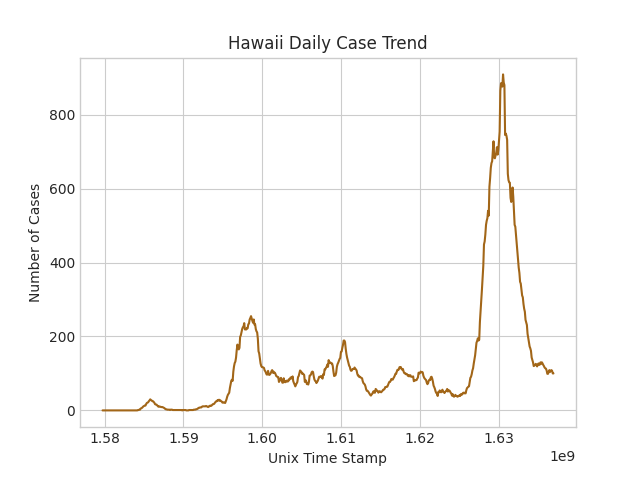 Hawaii Daily Case Trend
Number of Cases
800
600
400
200
0
1.58 1.59 1.60 1.61 1.62 1.63
1e9
Unix Time Stamp